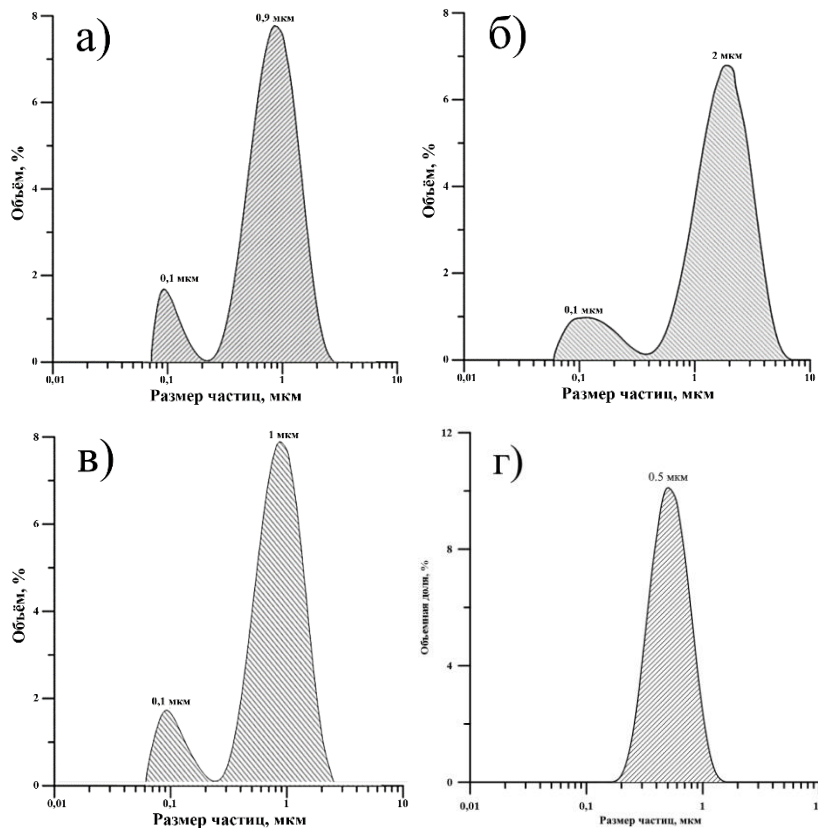 а)
0,9 мкм
0,1 мкм
Объём, %
8
6
4
2
0
0,01
0,1
1
10
Размер частиц, мкм
б)
2 мкм
0,1 мкм
Объём, %
8
6
4
2
0
0,01
0,1
1
10
Размер частиц, мкм
в)
1 мкм
0,1 мкм
Объём, %
8
6
4
2
0
0,01
0,1
1
10
Размер частиц, мкм
г)
0.5 мкм
Объемная доля, %
12
8
4
0
0,01
0,1
1
Размер частиц, мкм